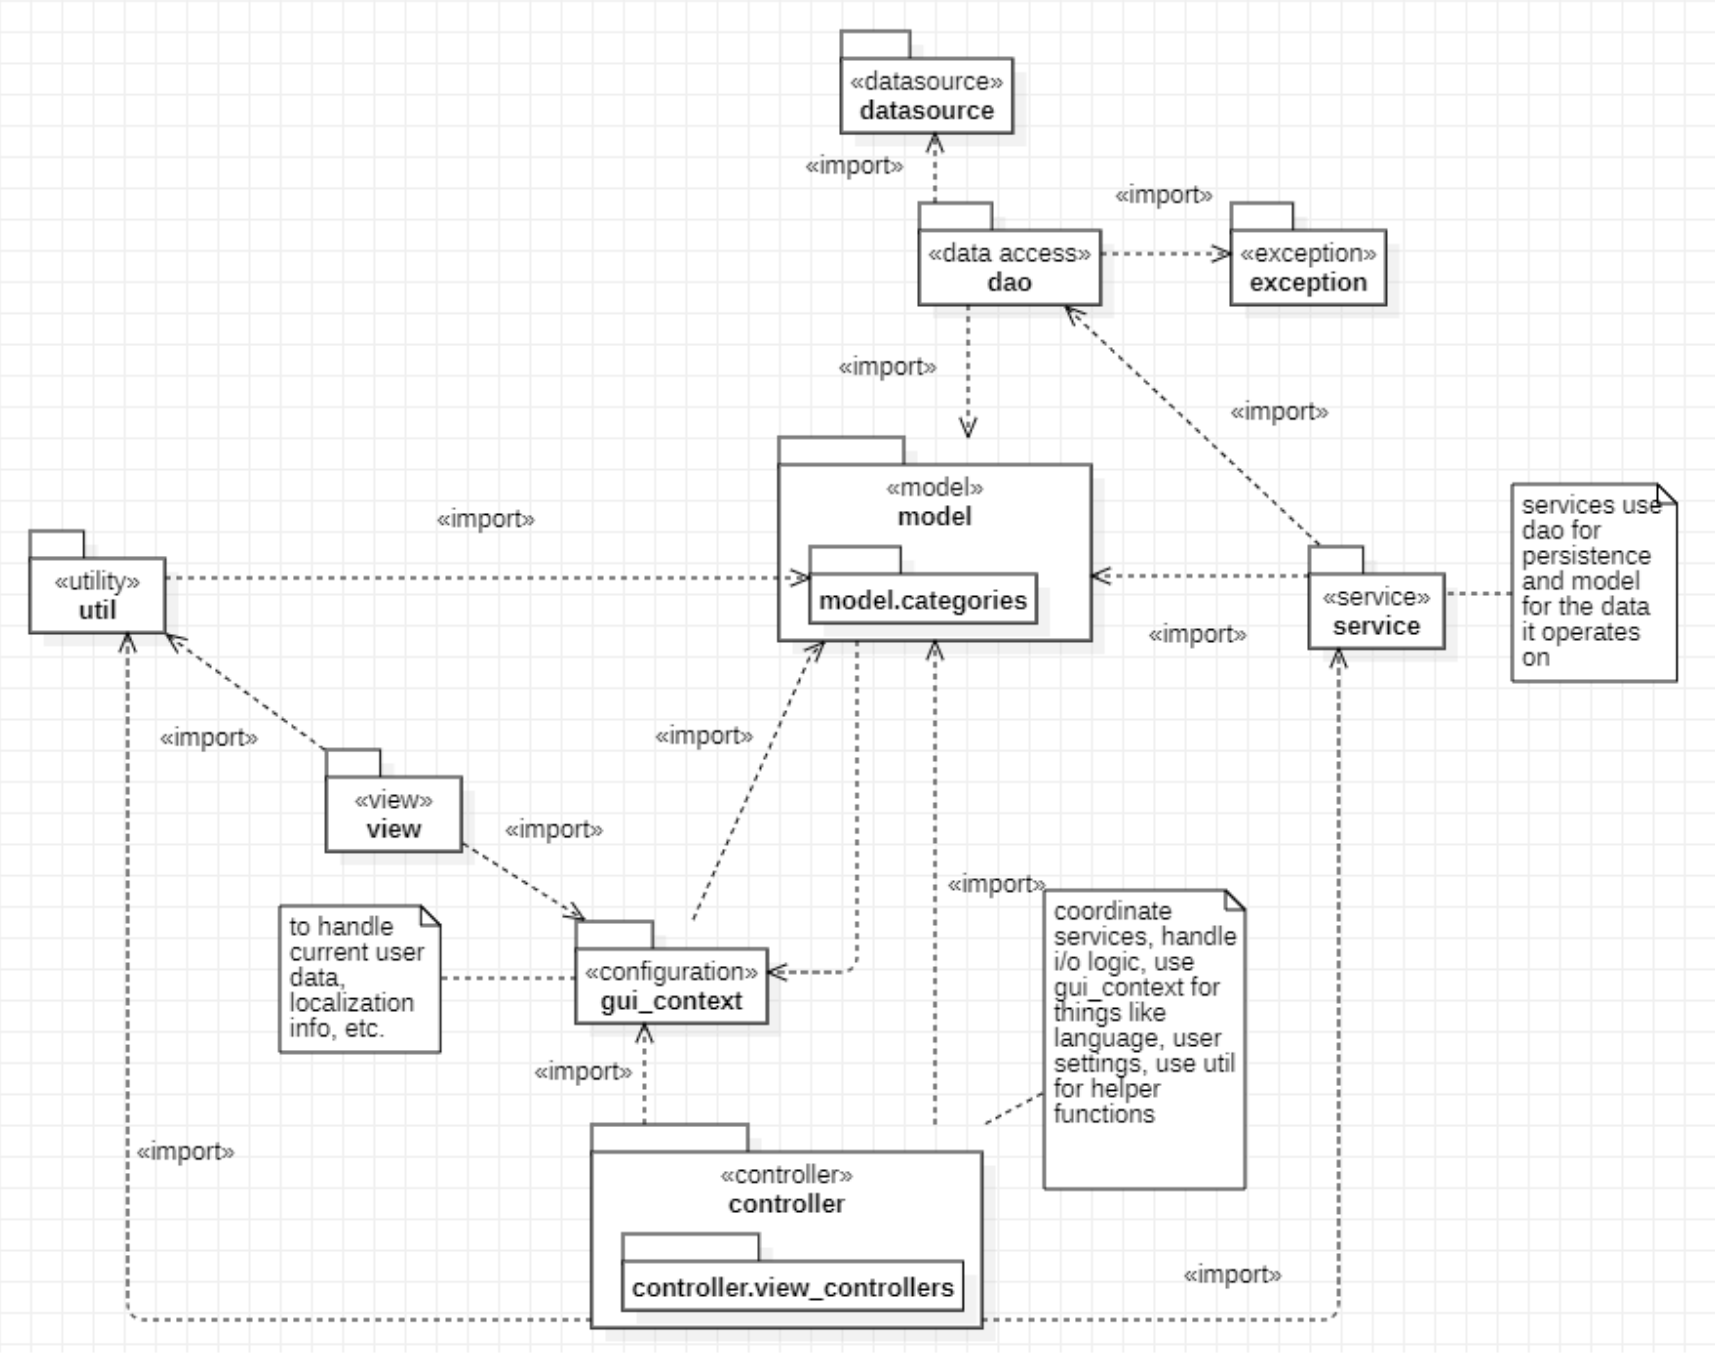 «datasource»
datasource
«import»
«import»
«data access»
dao
«exception»
exception
«import»
«import»
«model»
model
model.categories
«import»
«utility»
util
«service»
service
«import»
services use
dao for
persistence
and model
for the data
it operates
on
«import»
«import»
«view»
view
«import»
«import»
to handle
current user
data,
localization
info, etc.
«configuration»
gui_context
coordinate
services, handle
i/o logic, use
gui_context for
things like
language, user
settings, use util
for helper
functions
«import»
«import»
«controller»
controller
controller.view_controllers
«import»